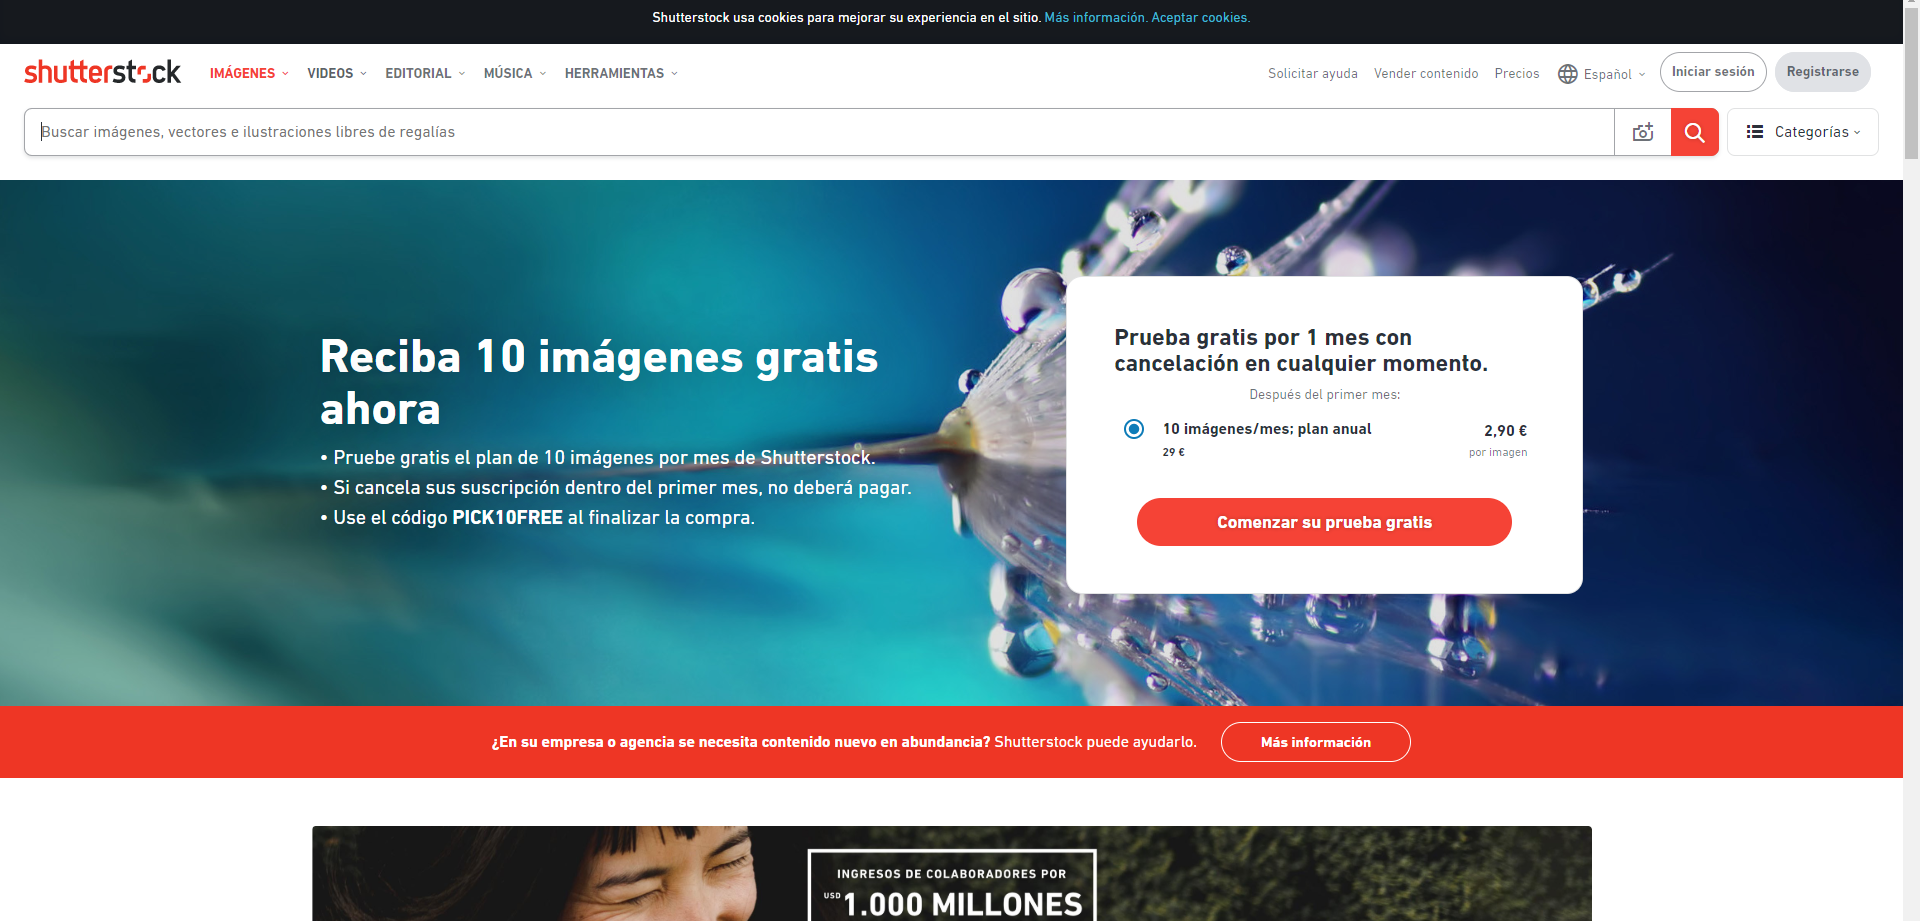 Shutterstock usa cookies para mejorar su experiencia en el sitio. Más información. Aceptar cookies.
shutterstock IMÁGENES VIDEOS EDITORIAL MÚSICA HERRAMIENTAS Solicitar ayuda Vender contenido Precios Español Iniciar sesión Registrarse
Buscar imágenes, vectores e ilustraciones libres de regalías Categorías
Reciba 10 imágenes gratis
ahora
• Pruebe gratis el plan de 10 imágenes por mes de Shutterstock.
• Si cancela sus suscripción dentro del primer mes, no deberá pagar.
• Use el código PICK10FREE al finalizar la compra.
Prueba gratis por 1 mes con
cancelación en cualquier momento.
Después del primer mes:
10 imágenes/mes; plan anual 2,90 €
29 € por imagen
Comenzar su prueba gratis
¿En su empresa o agencia se necesita contenido nuevo en abundancia? Shutterstock puede ayudarlo. Más información
INGRESOS DE COLABORADORES POR
USD 1.000 MILLONES